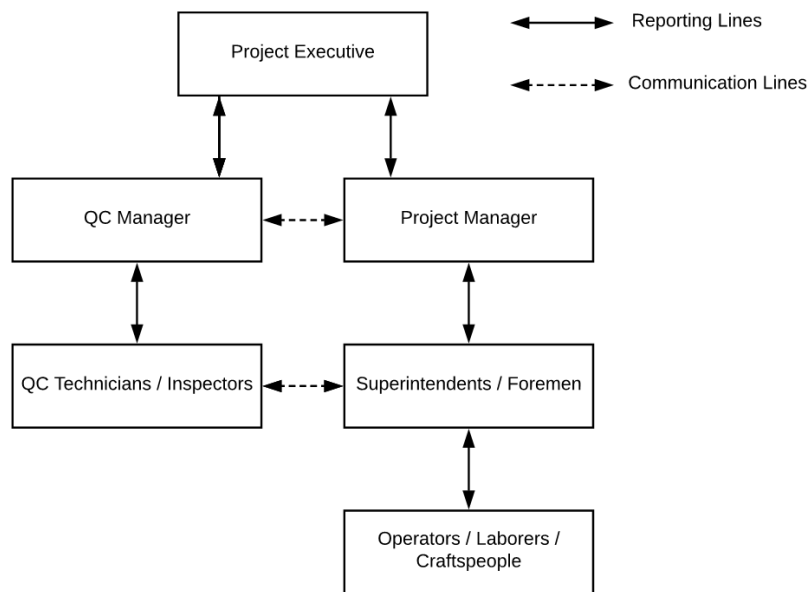 Project Executive
Reporting Lines
Communication Lines
QC Manager
Project Manager
QC Technicians / Inspectors
Superintendents / Foremen
Operators / Laborers /
Craftspeople